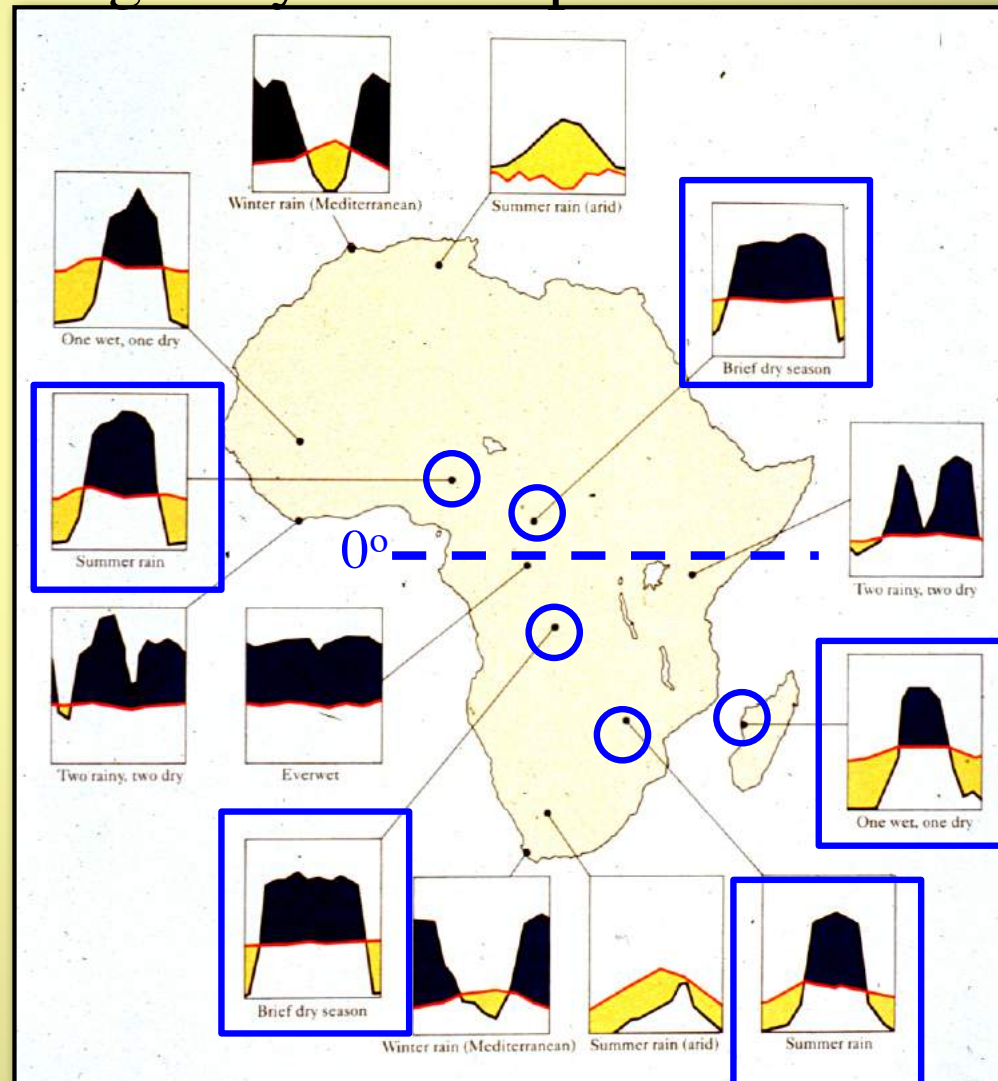 Winter rain (Mediterranean)
Summer rain (arid)
One wet, one dry
Brief dry season
Summer rain
0º
Two rainy, two dry
Two rainy, two dry
Everwet
One wet, one dry
Brief dry season
Winter rain (Mediterranean)
Summer rain (arid)
Summer rain